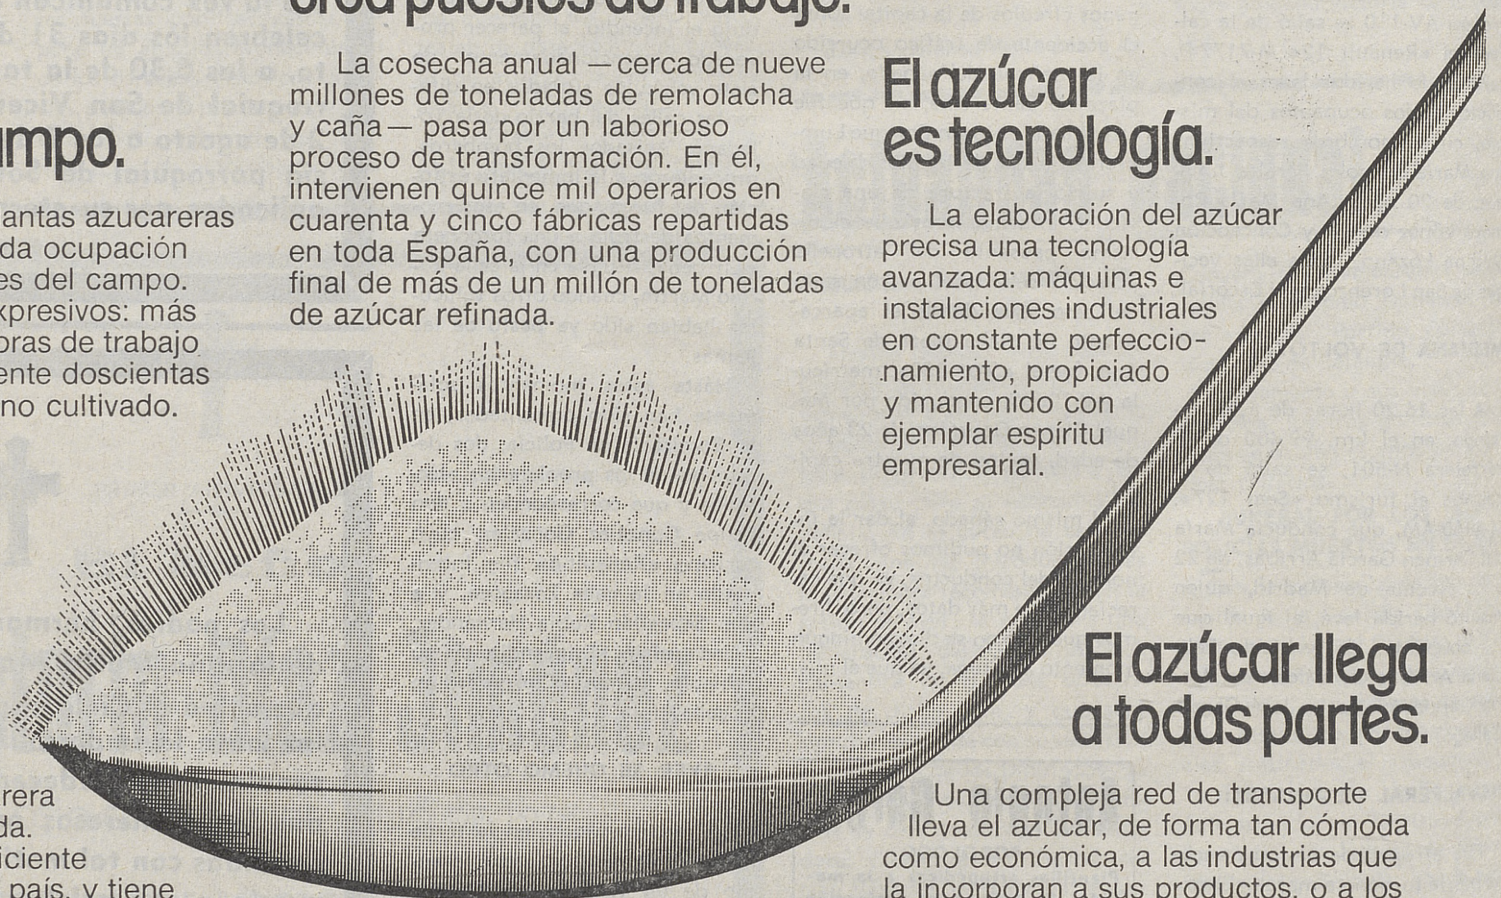 crea puestos de trabajo.
La cosecha anual — cerca de nueve
millones de toneladas de remolacha
y caña — pasa por un laborioso
proceso de transformación. En él,
intervienen quince mil operarios en
cuarenta y cinco fábricas repartidas
en toda España, con una producción
final de más de un millón de toneladas
de azúcar refinada.
ampo.
antas azucareras
da ocupación
es del campo.
xpresivos: más
oras de trabajo
ente doscientas
no cultivado.
El azúcar
es tecnología.
La elaboración del azúcar
precisa una tecnología
avanzada: máquinas e
instalaciones industriales
en constante perfeccio-
namiento, propiciado
y mantenido con
ejemplar espíritu
empresarial.
rera
da.
iciente
país, y tiene
El azúcar llega
a todas partes.
Una compleja red de transporte
lleva el azúcar, de forma tan cómoda
como económica, a las industrias que
la incorporan a sus productos, o a los